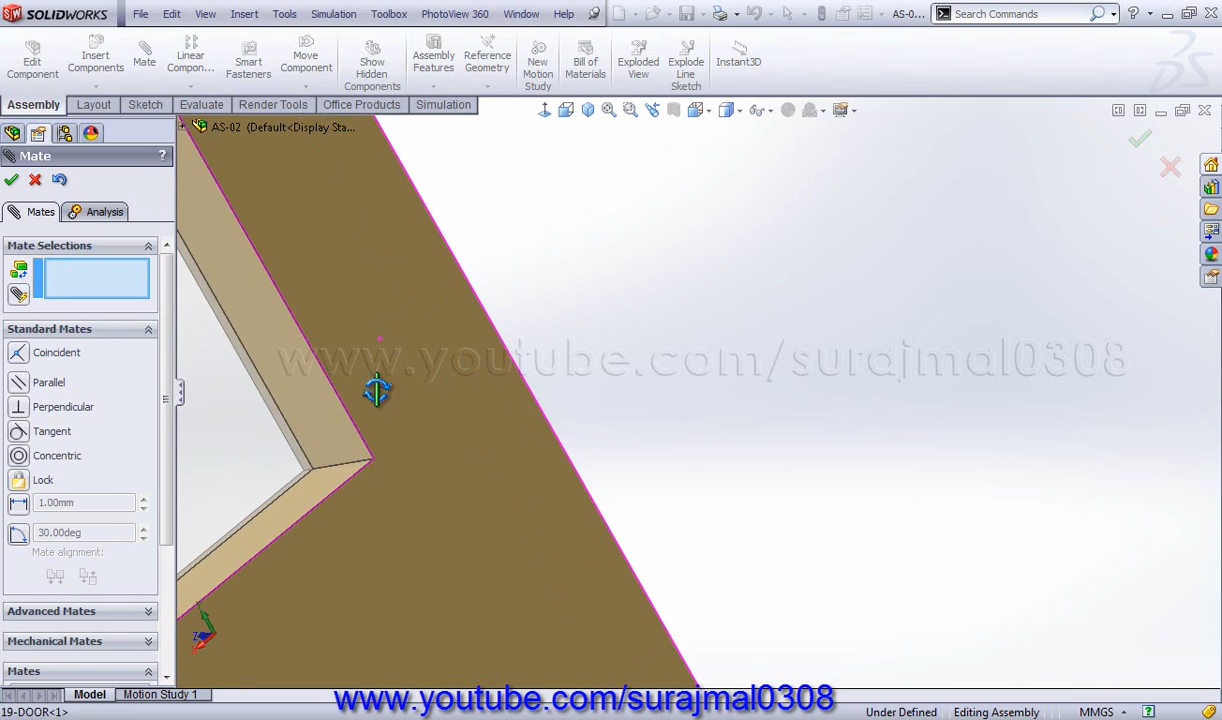 SOLIDWORKS File Edit View Insert Tools Simulation Toolbox PhotoView 360 Window Help AS-0... Search Commands
Edit Component Insert Components Mate Linear Compon... Smart Fasteners Move Component Show Hidden Components Assembly Features Reference Geometry New Motion Study Bill of Materials Exploded View Explode Line Sketch Instant3D
Assembly Layout Sketch Evaluate Render Tools Office Products Simulation
AS-02 (Default<Display Sta...
Mate ?
Mates Analysis
Mate Selections
Standard Mates
Coincident
Parallel
Perpendicular
Tangent
Concentric
Lock
1.00mm
30.00deg
Mate alignment:
Advanced Mates
Mechanical Mates
Mates
www.youtube.com/surajmal0308
Model Motion Study 1
www.youtube.com/surajmal0308
19-DOOR<1> Under Defined Editing Assembly MMGS